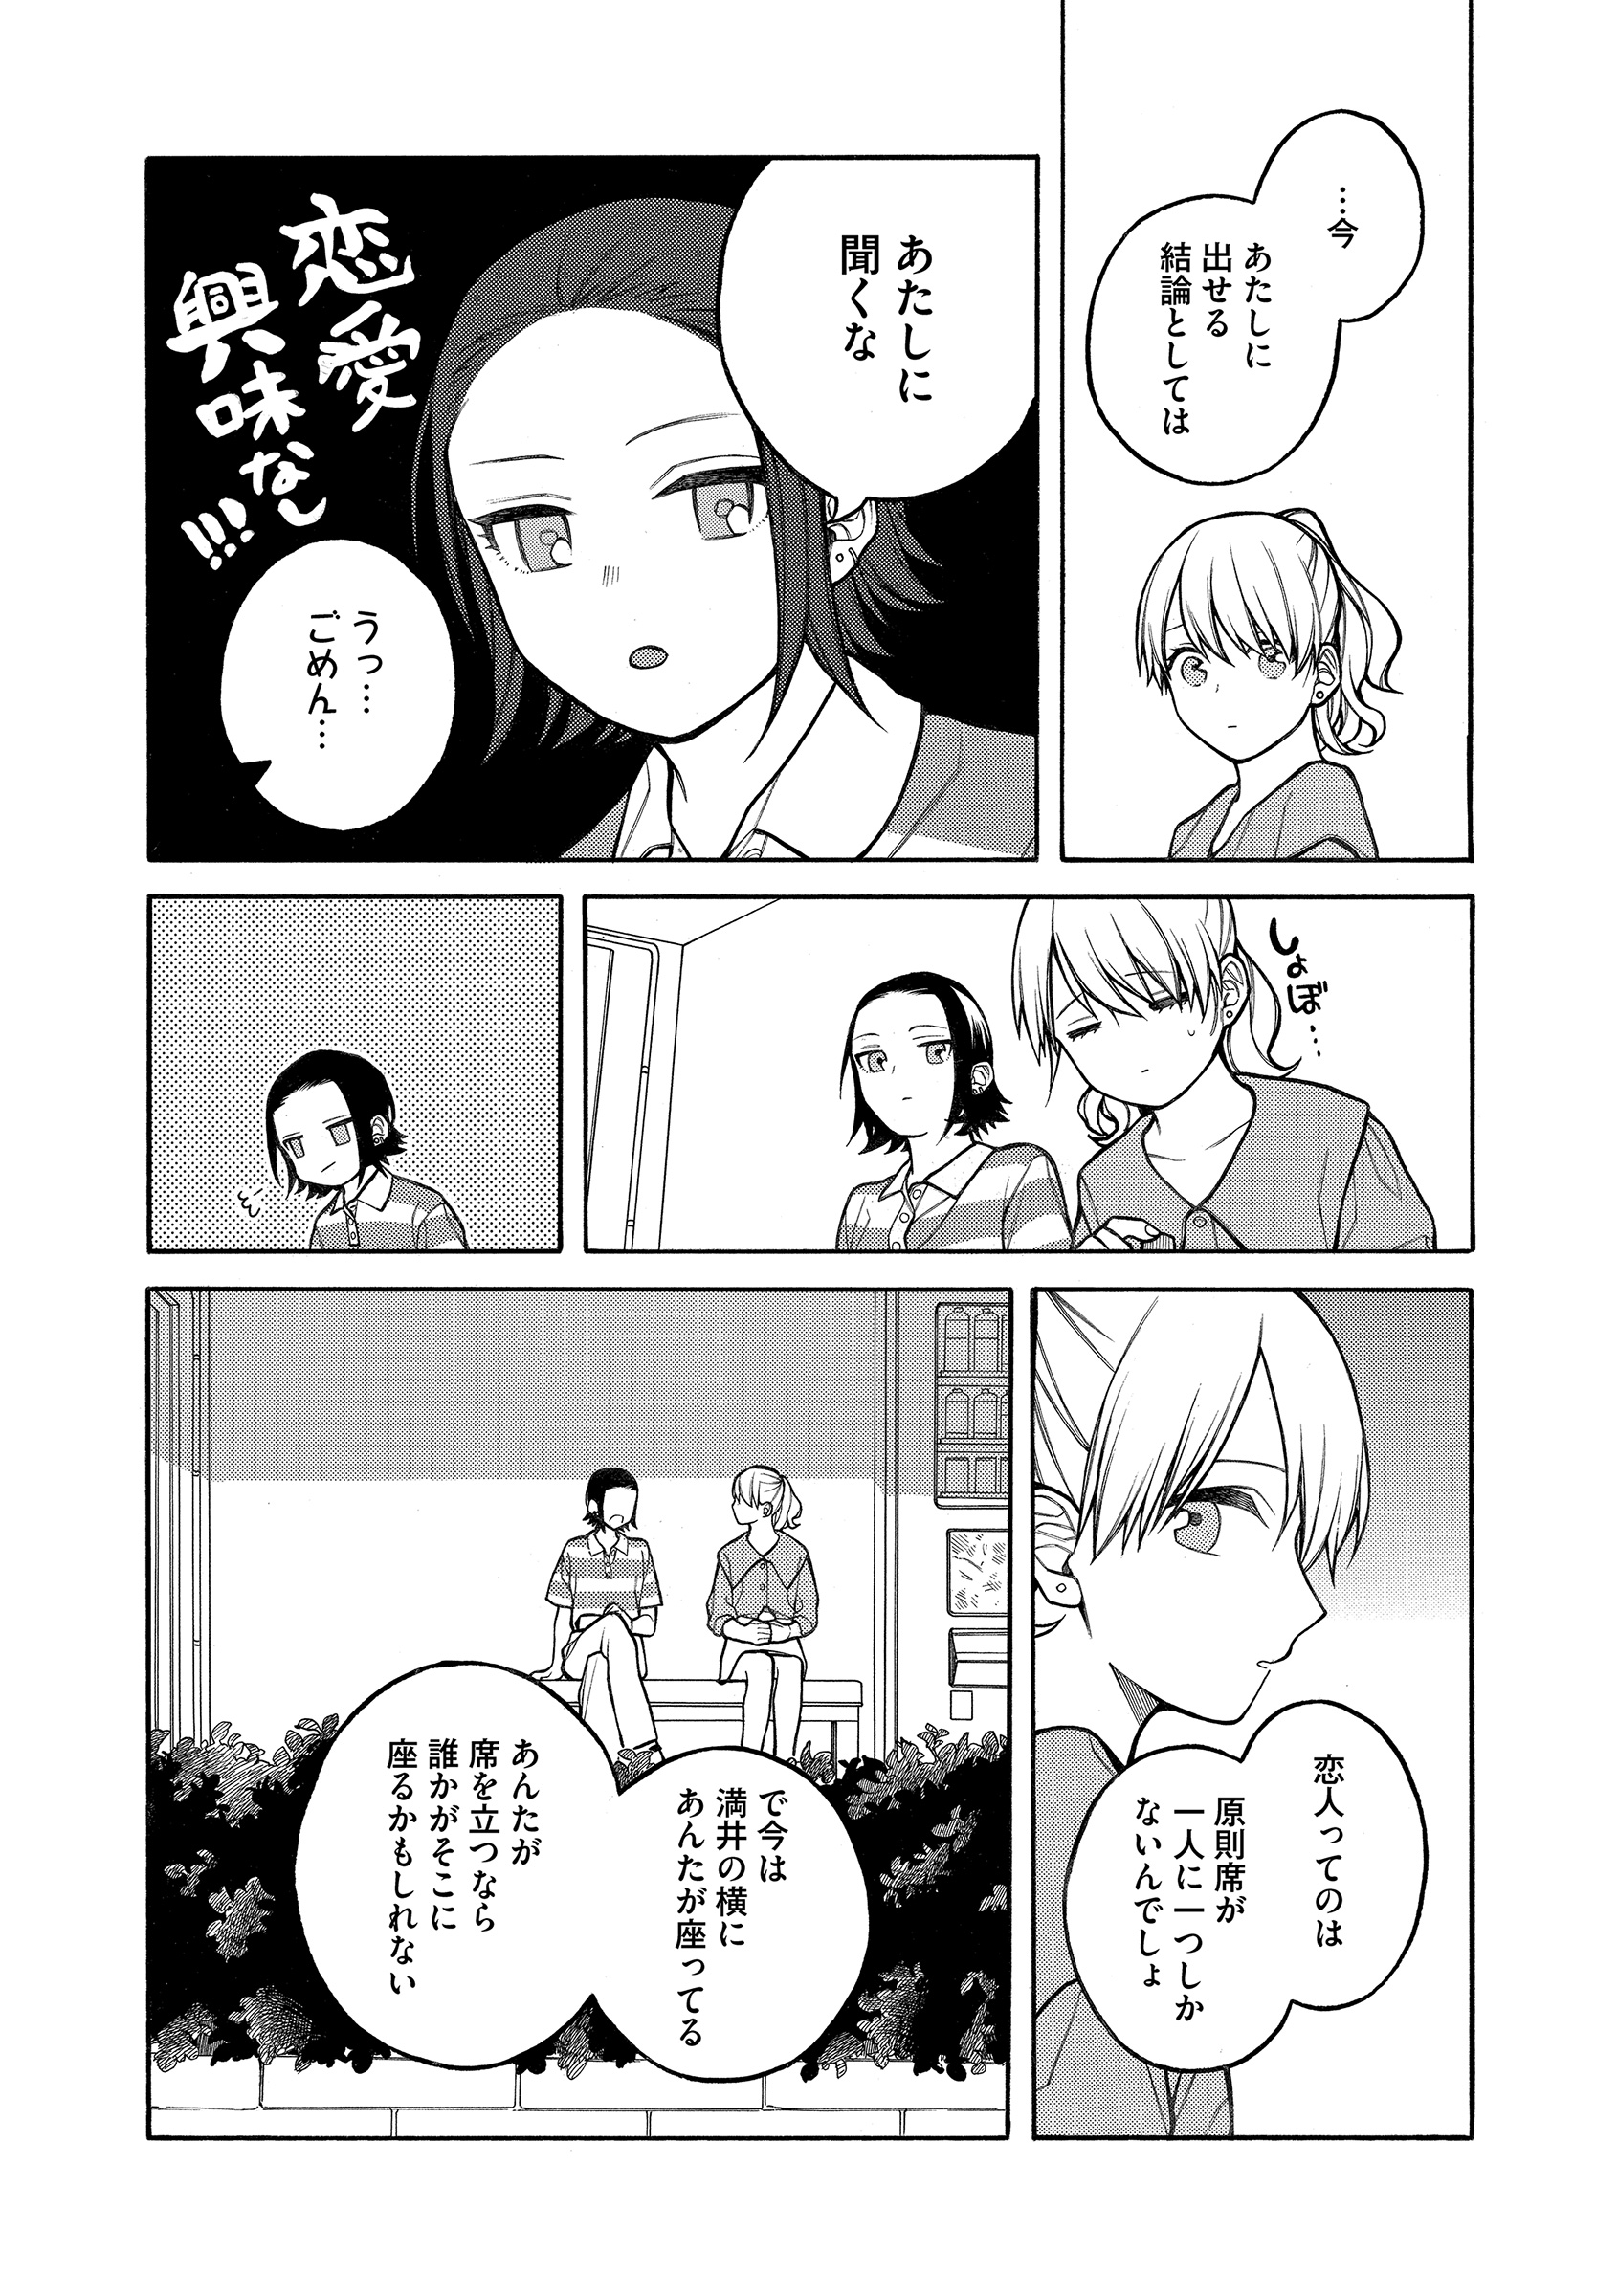 …今
あたしに
出せる
結論としては
あたしに
聞くな
恋愛
興味なし
!!!
うっ…
ごめん…
しょぼ…
恋人ってのは
原則席が
一人に一つしか
ないんでしょ
で今は
満井の横に
あんたが座ってる
あんたが
席を立つなら
誰かがそこに
座るかもしれない